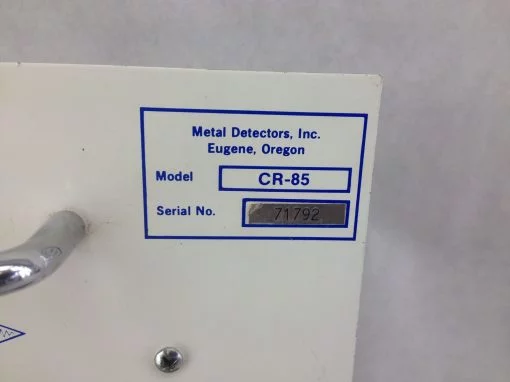 Metal Detectors, Inc.
Eugene, Oregon
Model CR-85
Serial No. 71792